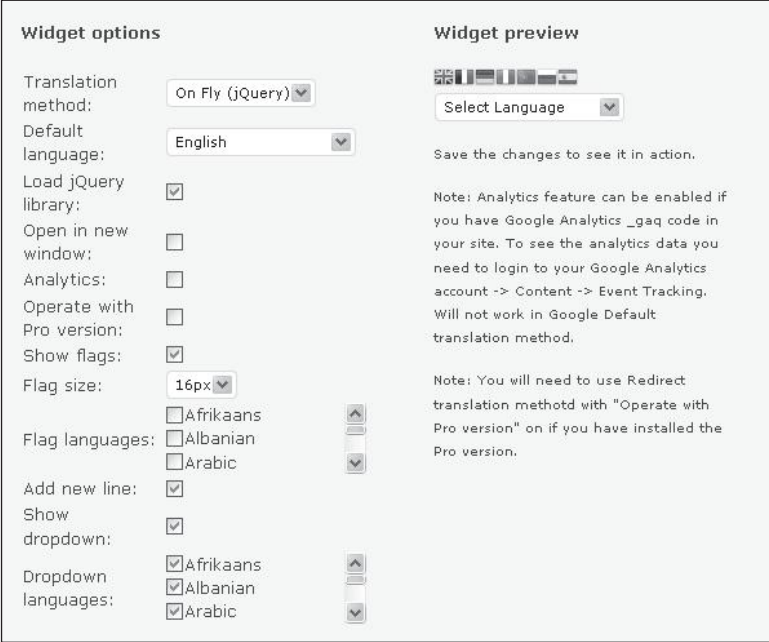 Widget options
Translation
method:
On Fly (jQuery)
Default
language:
English
Load jQuery
library:
Open in new
window:
Analytics:
Operate with
Pro version:
Show flags:
Flag size:
16px
Flag languages:
Afrikaans
Albanian
Arabic
Add new line:
Show
dropdown:
Dropdown
languages:
Afrikaans
Albanian
Arabic
Widget preview
Select Language
Save the changes to see it in action.
Note: Analytics feature can be enabled if
you have Google Analytics _gaq code in
your site. To see the analytics data you
need to login to your Google Analytics
account -> Content -> Event Tracking.
Will not work in Google Default
translation method.
Note: You will need to use Redirect
translation methotd with "Operate with
Pro version" on if you have installed the
Pro version.